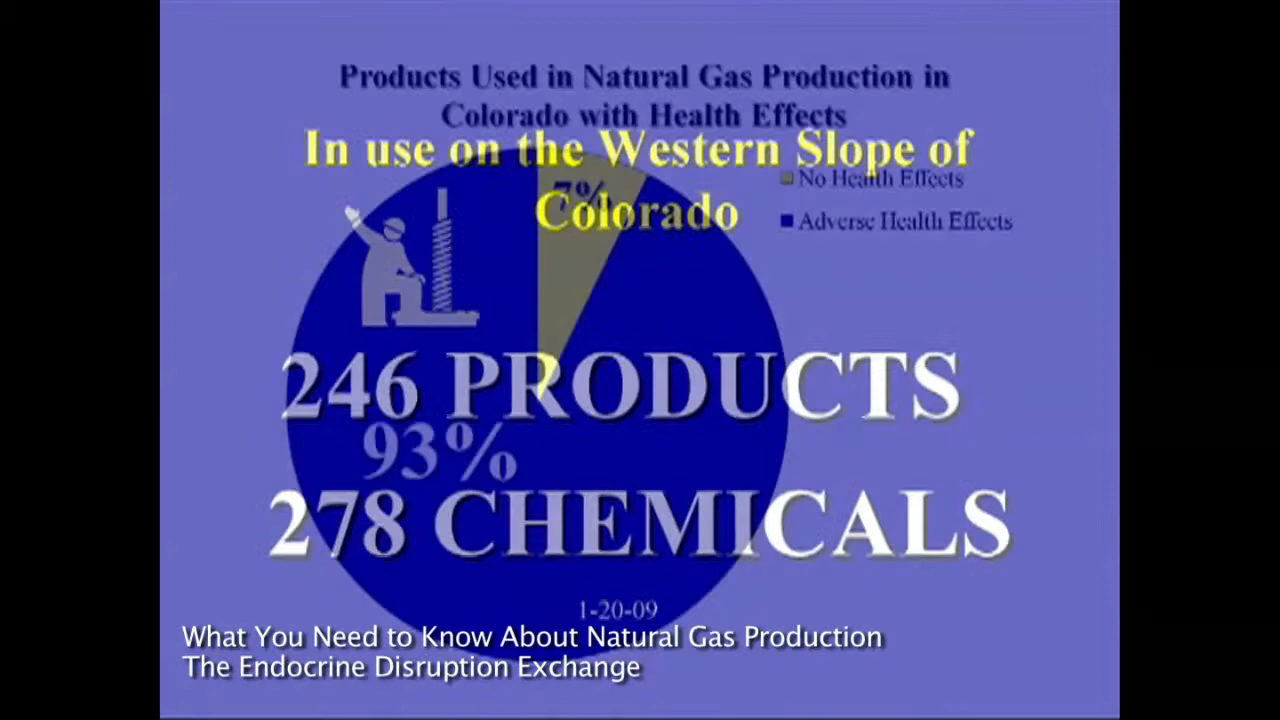 Products Used in Natural Gas Production in
Colorado with Health Effects
In use on the Western Slope of
Colorado
7%
No Health Effects
Adverse Health Effects
246 PRODUCTS
93%
278 CHEMICALS
1-20-09
What You Need to Know About Natural Gas Production
The Endocrine Disruption Exchange